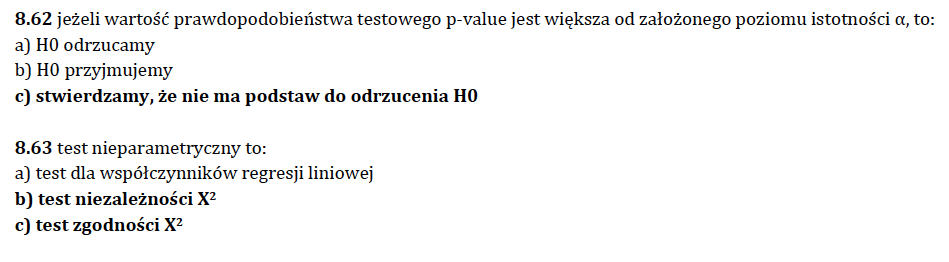 8.62 jeżeli wartość prawdopodobieństwa testowego p-value jest większa od założonego poziomu istotności α, to:
a) H0 odrzucamy
b) H0 przyjmujemy
c) stwierdzamy, że nie ma podstaw do odrzucenia H0
8.63 test nieparametryczny to:
a) test dla współczynników regresji liniowej
b) test niezależności X²
c) test zgodności X²